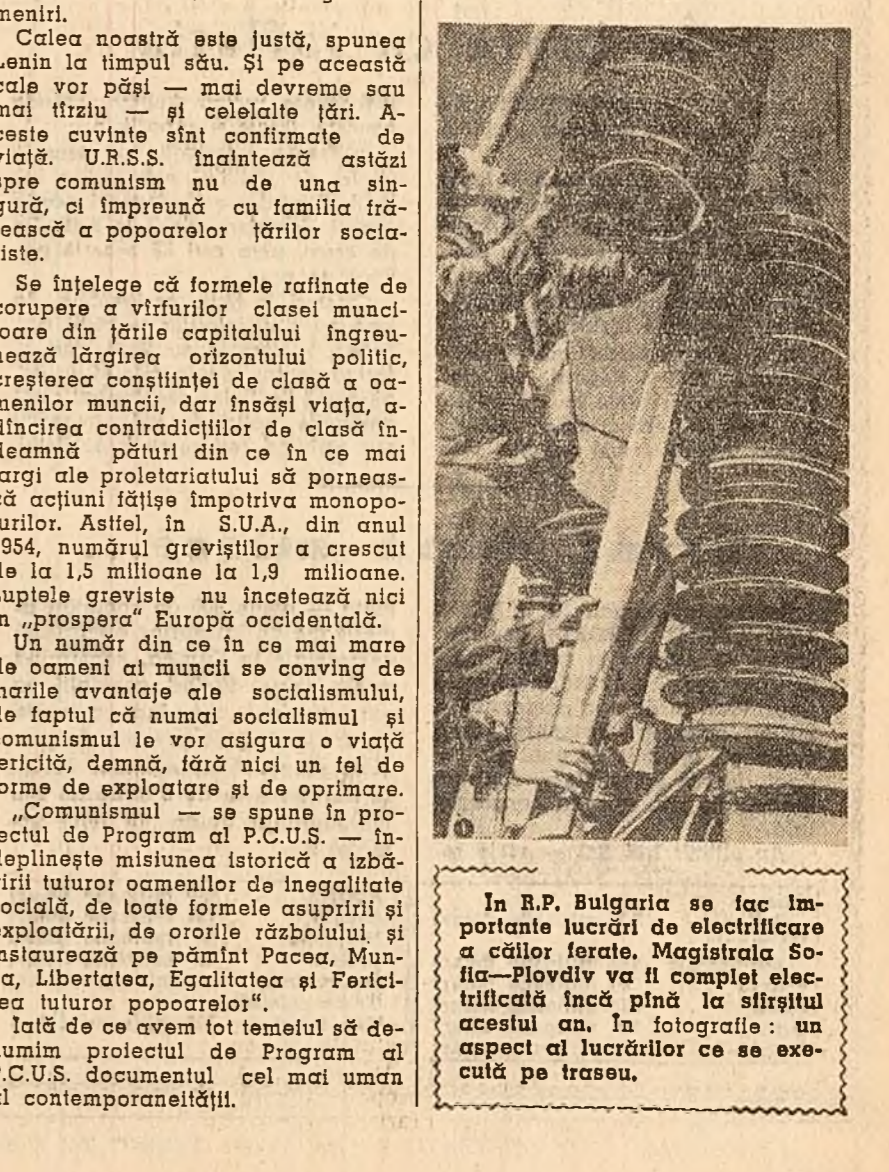 meniri.
Calea noastră este justă, spunea
Lenin la timpul său. Și pe această
cale vor păși — mai devreme sau
mai tîrziu — și celelalte țări. A-
ceste cuvinte sînt confirmate de
viață. U.R.S.S. înaintează astăzi
spre comunism nu de una sin-
gură, ci împreună cu familia fră-
țească a popoarelor țărilor socia-
liste.
Se înțelege că formele rafinate de
corupere a vîrfurilor clasei munci-
toare din țările capitalului îngreu-
nează lărgirea orizontului politic,
creșterea conștiinței de clasă a oa-
menilor muncii, dar însăși viața, a-
dîncirea contradicțiilor de clasă în-
deamnă pături din ce în ce mai
largi ale proletariatului să porneas-
că acțiuni fățișe împotriva monopo-
lurilor. Astfel, în S.U.A., din anul
1954, numărul greviștilor a crescut
de la 1,5 milioane la 1,9 milioane.
Luptele greviste nu încetează nici
în „prospera" Europă occidentală.
Un număr din ce în ce mai mare
de oameni ai muncii se conving de
marile avantaje ale socialismului,
de faptul că numai socialismul și
comunismul le vor asigura o viață
fericită, demnă, fără nici un fel de
forme de exploatare și de oprimare.
„Comunismul — se spune în pro-
iectul de Program al P.C.U.S. — în-
deplinește misiunea istorică a izbă-
virii tuturor oamenilor de inegalitate
socială, de toate formele asupririi și
exploatării, de ororile războiului și
instaurează pe pămînt Pacea, Mun-
ca, Libertatea, Egalitatea și Ferici-
rea tuturor popoarelor".
Iată de ce avem tot temeiul să de-
numim proiectul de Program al
P.C.U.S. documentul cel mai uman
al contemporaneității.
In R.P. Bulgaria se fac im-
portante lucrări de electrificare
a căilor ferate. Magistrala So-
fia—Plovdiv va fi complet elec-
trificată încă pînă la sfîrșitul
acestui an. În fotografie : un
aspect al lucrărilor ce se exe-
cută pe traseu.